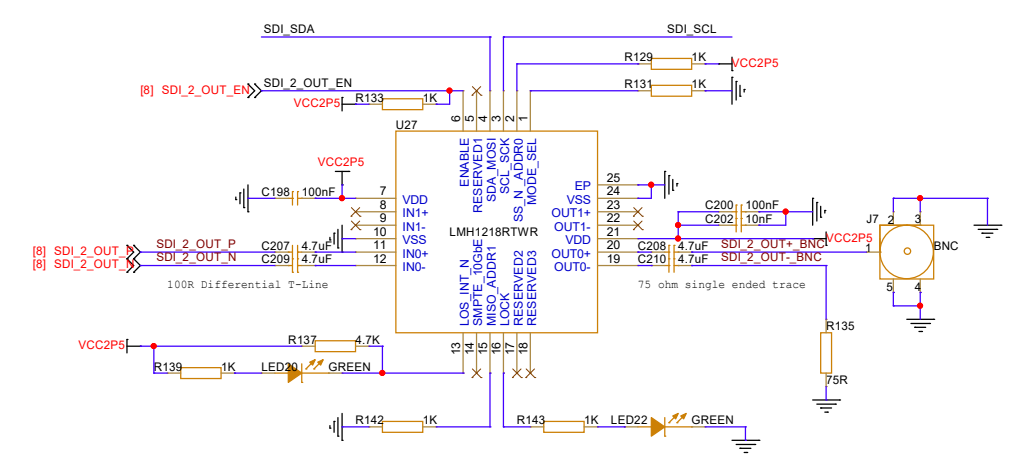 SDI_SDA
SDI_SCL
R129 1K
VCC2P5
[8] SDI_2_OUT_EN
SDI_2_OUT_EN
R131 1K
VCC2P5
R133 1K
U27
6 5 4 3 2 1
ENABLE
RESERVED1
SDA_MOSI
SCL_SCK
SS_N_ADDR0
MODE_SEL
VCC2P5
C198 100nF
7 VDD
8 IN1+
9 IN1-
10 VSS
11 IN0+
12 IN0-
LMH1218RTWR
EP 25
VSS 24
OUT1+ 23
OUT1- 22
VDD 21
OUT0+ 20
OUT0- 19
C200 100nF
C202 10nF
VCC2P5
J7
2 3
1
BNC
5 4
[8] SDI_2_OUT_P
SDI_2_OUT_P
C207 4.7uF
[8] SDI_2_OUT_N
SDI_2_OUT_N
C209 4.7uF
C208 4.7uF
SDI_2_OUT+_BNC
C210 4.7uF
SDI_2_OUT-_BNC
100R Differential T-Line
75 ohm single ended trace
LOS_INT_N
SMPTE_10GbE
MISO_ADDR1
LOCK
RESERVED2
RESERVED3
13 14 15 16 17 18
R135
75R
VCC2P5
R137 4.7K
R139 1K
LED20 GREEN
R142 1K
R143 1K
LED22 GREEN